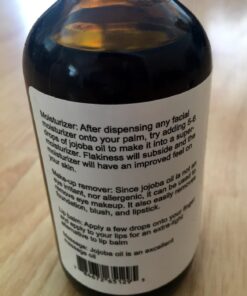 Moisturizer: After dispensing any facial
moisturizer onto your palm, try adding 5-6
drops of jojoba oil to make it into a super-
moisturizer. Flakiness will subside and the
moisturizer will have an improved feel on
your skin.
Make-up remover: Since jojoba oil is not an
eye irritant, nor allergenic, it can be used to
remove eye makeup. It also easily removes
foundation, blush, and lipstick.
Lip balm: Apply a few drops onto your finger
and apply to your lips for an extra-light
lip balm
massage: Jojoba oil is an excellent
massage oil